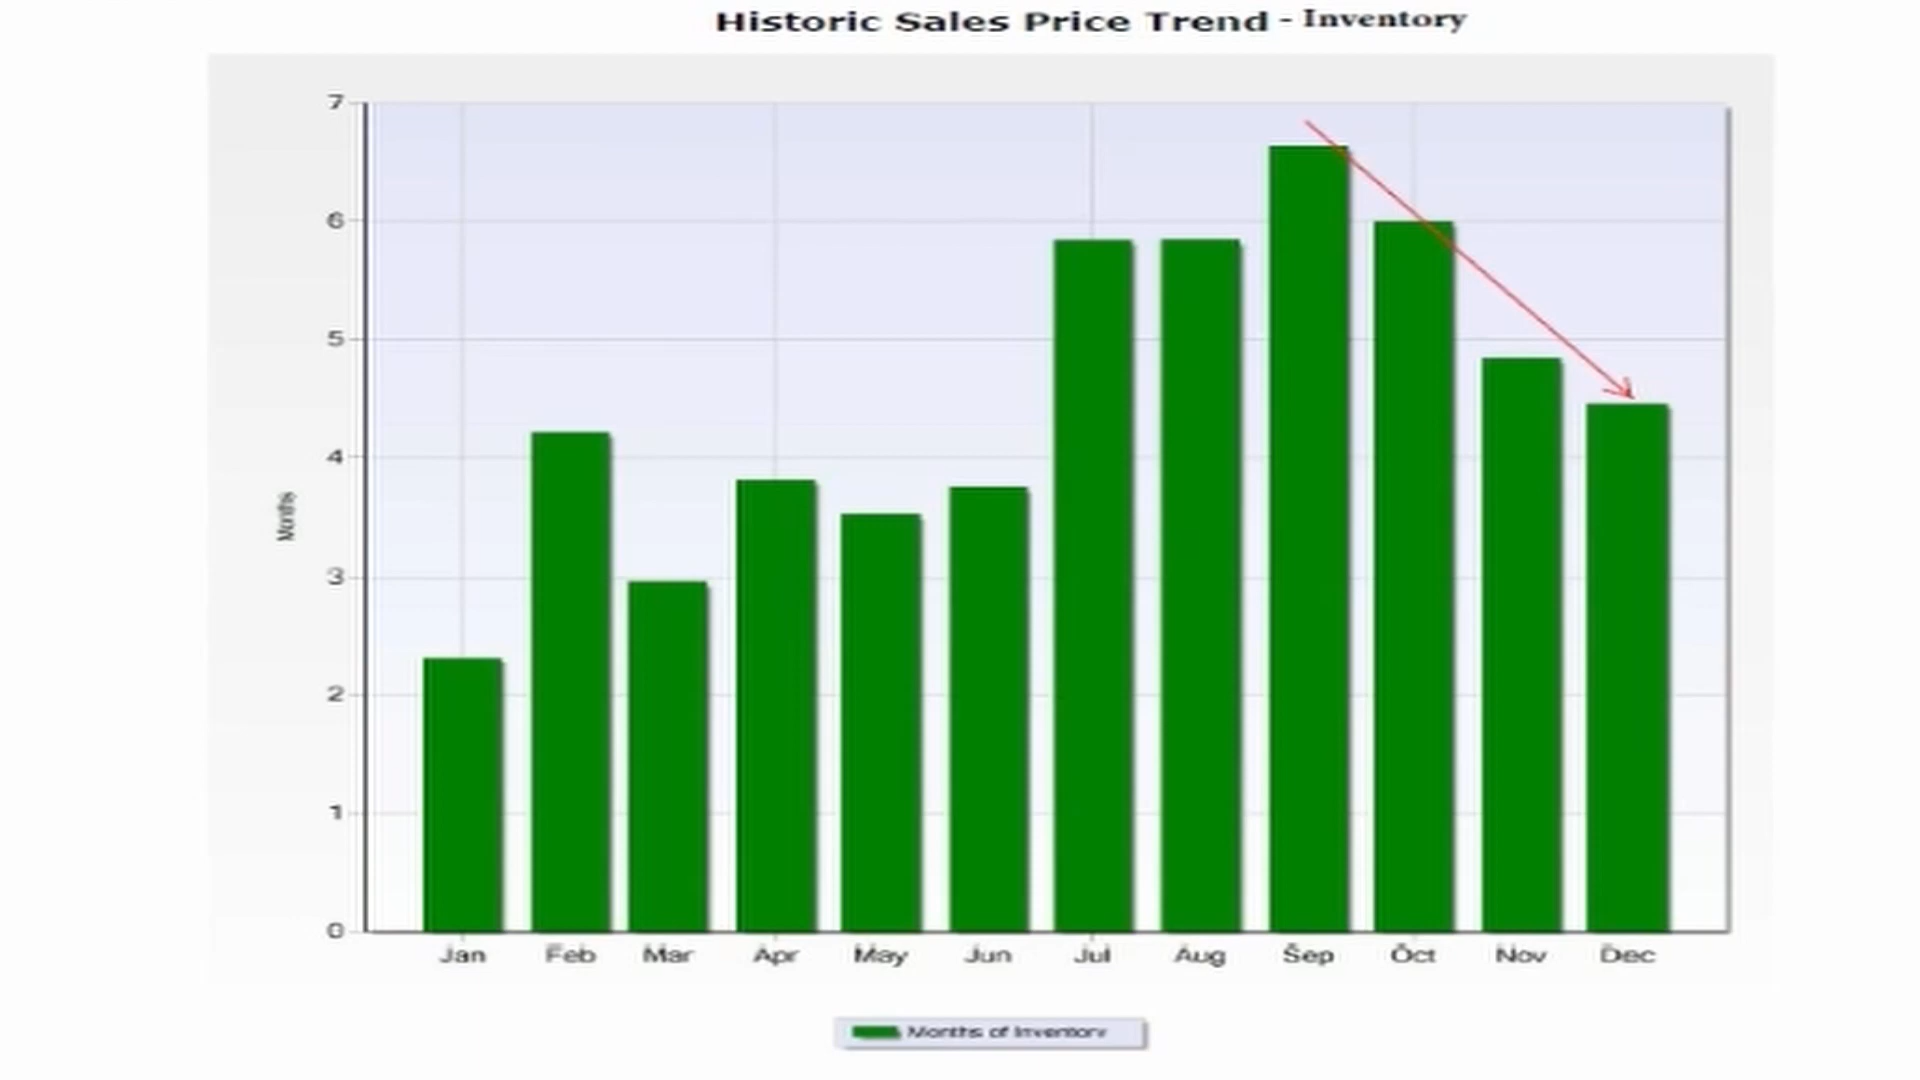 Historic Sales Price Trend - Inventory
7
6
5
4
3
2
1
0
Months
Jan Feb Mar Apr May Jun Jul Aug Sep Oct Nov Dec
Months of Inventory